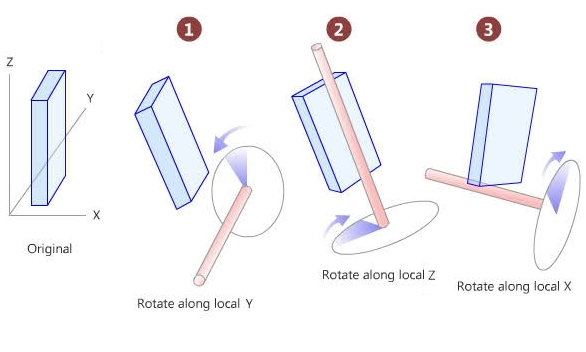 1
2
3
Z
Y
X
Original
Rotate along local Y
Rotate along local Z
Rotate along local X